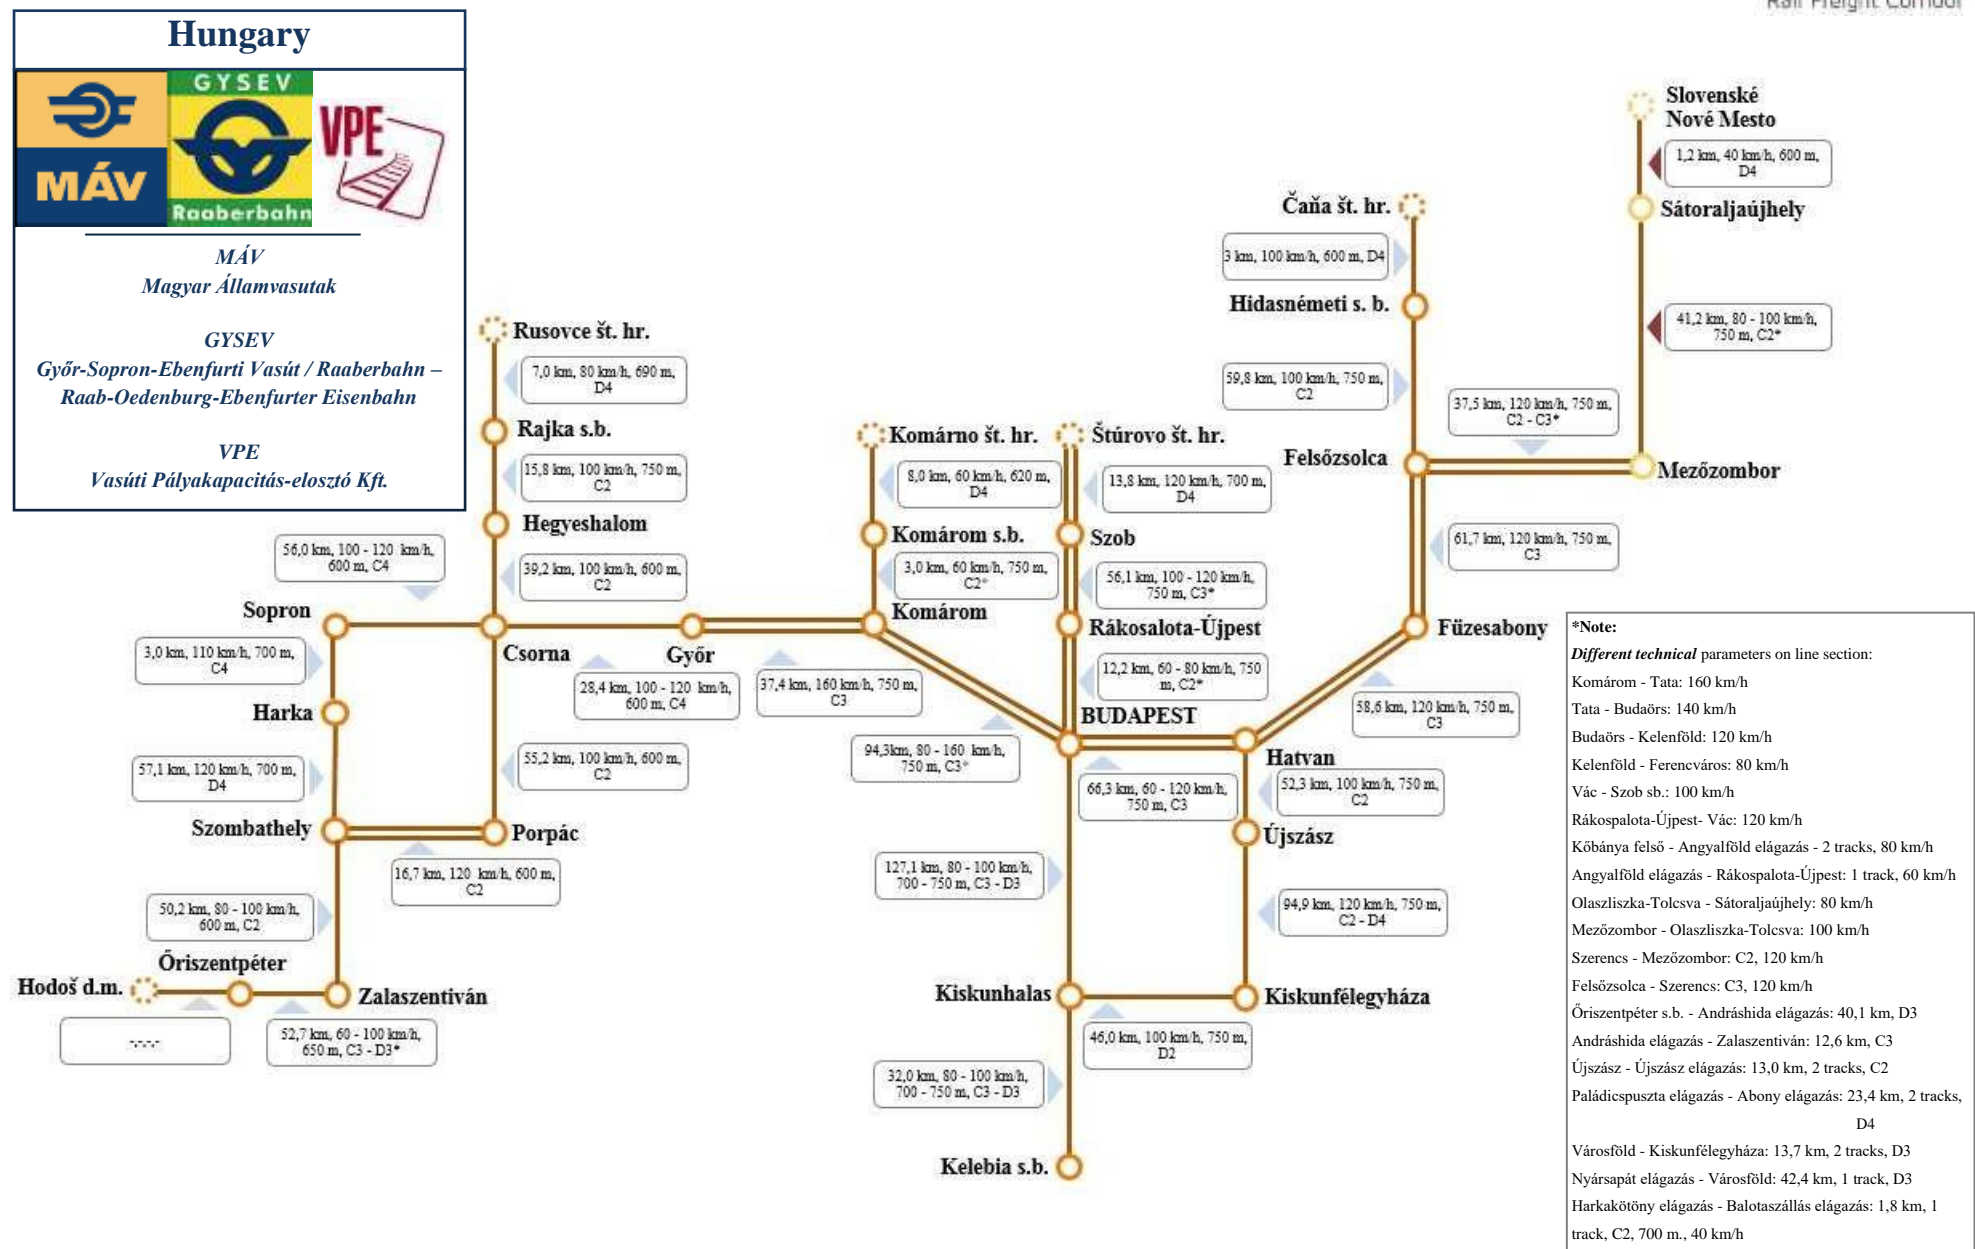 Rail Freight Corridor
Hungary
GYSEV
MÁV
Raaberbahn
VPE
MÁV
Magyar Államvasutak
GYSEV
Győr-Sopron-Ebenfurti Vasút / Raaberbahn –
Raab-Oedenburg-Ebenfurter Eisenbahn
VPE
Vasúti Pályakapacitás-elosztó Kft.
Slovenské
Nové Mesto
1,2 km, 40 km/h, 600 m,
D4
Sátoraljaújhely
41,2 km, 80 - 100 km/h,
750 m, C2*
Čaňa št. hr.
3 km, 100 km/h, 600 m, D4
Hidasnémeti s. b.
59,8 km, 100 km/h, 750 m,
C2
37,5 km, 120 km/h, 750 m,
C2 - C3*
Felsőzsolca
Mezőzombor
61,7 km, 120 km/h, 750 m,
C3
Füzesabony
58,6 km, 120 km/h, 750 m,
C3
Rusovce št. hr.
7,0 km, 80 km/h, 690 m,
D4
Rajka s.b.
15,8 km, 100 km/h, 750 m,
C2
Hegyeshalom
39,2 km, 100 km/h, 600 m,
C2
56,0 km, 100 - 120 km/h,
600 m, C4
Sopron
Csorna
Győr
Komárno št. hr.
8,0 km, 60 km/h, 620 m,
D4
Komárom s.b.
3,0 km, 60 km/h, 750 m,
C2*
Komárom
Štúrovo št. hr.
13,8 km, 120 km/h, 700 m,
D4
Szob
56,1 km, 100 - 120 km/h,
750 m, C3*
Rákosalota-Újpest
12,2 km, 60 - 80 km/h, 750
m, C2*
BUDAPEST
3,0 km, 110 km/h, 700 m,
C4
Harka
57,1 km, 120 km/h, 700 m,
D4
28,4 km, 100 - 120 km/h,
600 m, C4
37,4 km, 160 km/h, 750 m,
C3
94,3km, 80 - 160 km/h,
750 m, C3*
55,2 km, 100 km/h, 600 m,
C2
Szombathely
Porpác
16,7 km, 120 km/h, 600 m,
C2
50,2 km, 80 - 100 km/h,
600 m, C2
Hatvan
66,3 km, 60 - 120 km/h,
750 m, C3
52,3 km, 100 km/h, 750 m,
C2
Újszász
127,1 km, 80 - 100 km/h,
700 - 750 m, C3 - D3
94,9 km, 120 km/h, 750 m,
C2 - D4
Őriszentpéter
Hodoš d.m.
Zalaszentiván
-.-.-.-
52,7 km, 60 - 100 km/h,
650 m, C3 - D3*
Kiskunhalas
Kiskunfélegyháza
46,0 km, 100 km/h, 750 m,
D2
32,0 km, 80 - 100 km/h,
700 - 750 m, C3 - D3
Kelebia s.b.
*Note:
Different technical parameters on line section:
Komárom - Tata: 160 km/h
Tata - Budaörs: 140 km/h
Budaörs - Kelenföld: 120 km/h
Kelenföld - Ferencváros: 80 km/h
Vác - Szob sb.: 100 km/h
Rákospalota-Újpest- Vác: 120 km/h
Kőbánya felső - Angyalföld elágazás - 2 tracks, 80 km/h
Angyalföld elágazás - Rákospalota-Újpest: 1 track, 60 km/h
Olaszliszka-Tolcsva - Sátoraljaújhely: 80 km/h
Mezőzombor - Olaszliszka-Tolcsva: 100 km/h
Szerencs - Mezőzombor: C2, 120 km/h
Felsőzsolca - Szerencs: C3, 120 km/h
Őriszentpéter s.b. - Andráshida elágazás: 40,1 km, D3
Andráshida elágazás - Zalaszentiván: 12,6 km, C3
Újszász - Újszász elágazás: 13,0 km, 2 tracks, C2
Paládicspuszta elágazás - Abony elágazás: 23,4 km, 2 tracks,
D4
Városföld - Kiskunfélegyháza: 13,7 km, 2 tracks, D3
Nyársapát elágazás - Városföld: 42,4 km, 1 track, D3
Harkakötöny elágazás - Balotaszállás elágazás: 1,8 km, 1
track, C2, 700 m., 40 km/h